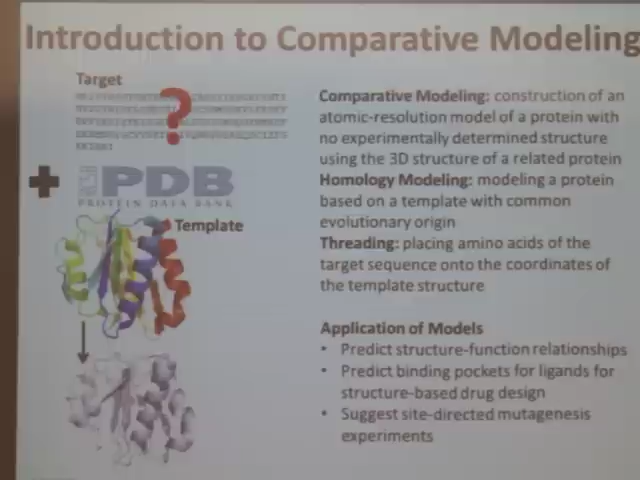 Introduction to Comparative Modeling
Target
?
PDB
PROTEIN DATA BANK
Template
Comparative Modeling: construction of an
atomic-resolution model of a protein with
no experimentally determined structure
using the 3D structure of a related protein
Homology Modeling: modeling a protein
based on a template with common
evolutionary origin
Threading: placing amino acids of the
target sequence onto the coordinates of
the template structure
Application of Models
• Predict structure-function relationships
• Predict binding pockets for ligands for
structure-based drug design
• Suggest site-directed mutagenesis
experiments